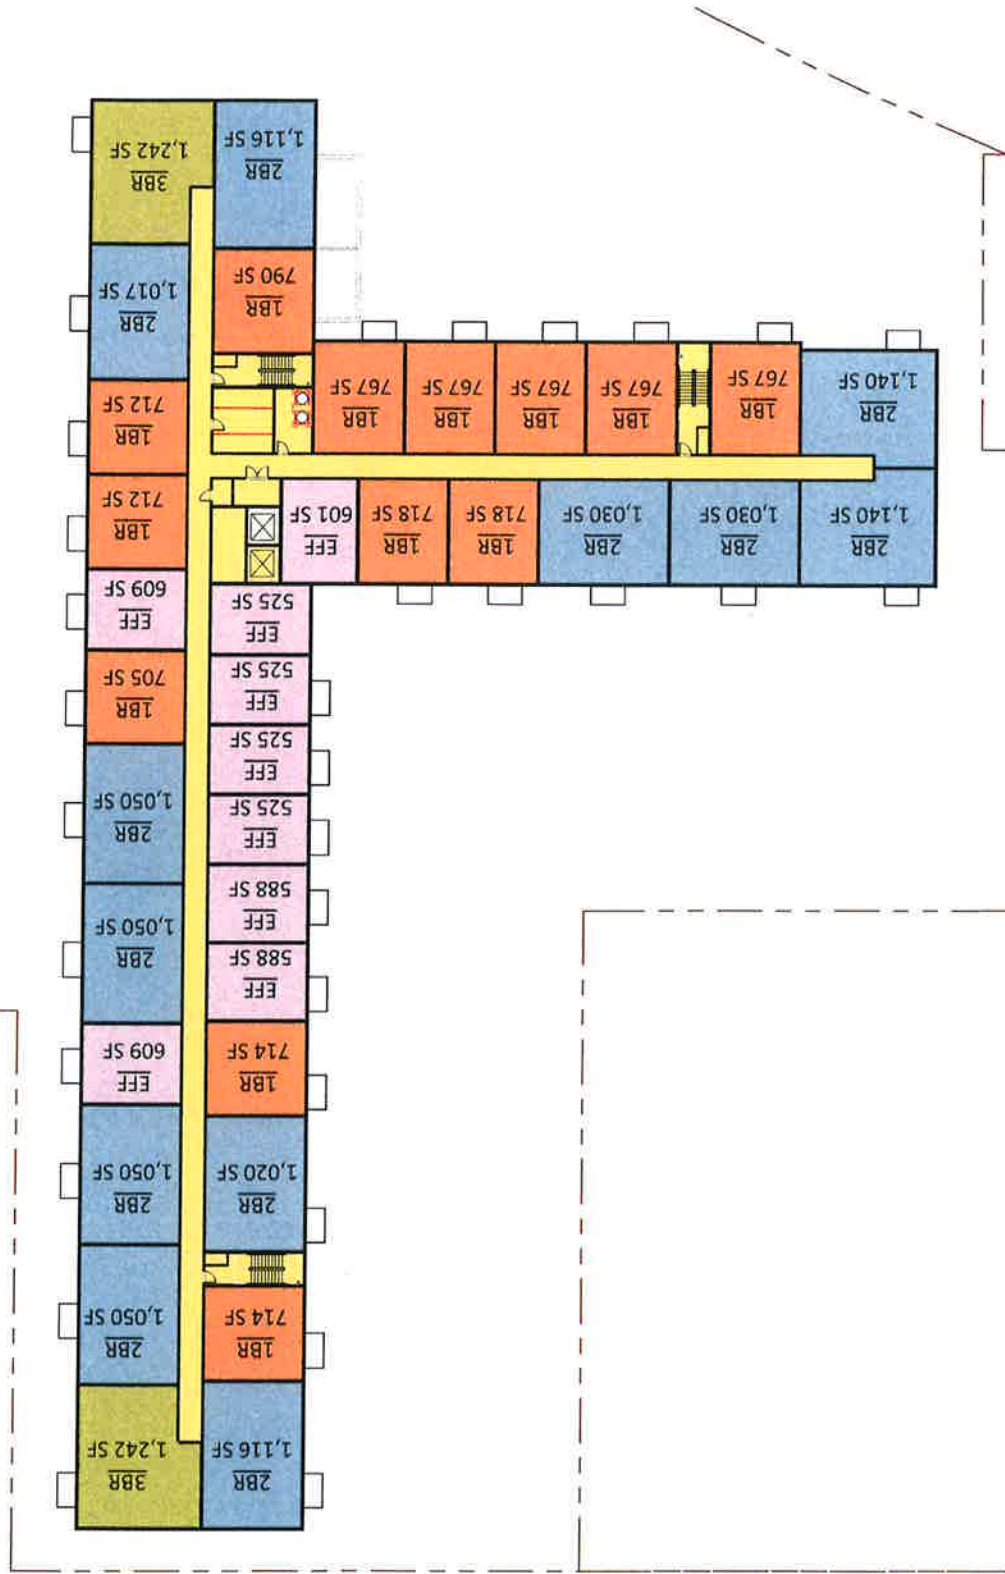 2BR
1,116 SF
3BR
1,242 SF
1BR
714 SF
2BR
1,050 SF
2BR
1,020 SF
2BR
1,050 SF
1BR
714 SF
EFF
609 SF
EFF
588 SF
2BR
1,050 SF
EFF
588 SF
EFF
525 SF
2BR
1,050 SF
EFF
525 SF
EFF
525 SF
1BR
705 SF
EFF
525 SF
EFF
609 SF
2BR
1,140 SF
2BR
1,030 SF
2BR
1,030 SF
1BR
718 SF
1BR
718 SF
EFF
601 SF
1BR
712 SF
2BR
1,140 SF
1BR
767 SF
1BR
767 SF
1BR
767 SF
1BR
767 SF
1BR
767 SF
1BR
712 SF
1BR
790 SF
2BR
1,017 SF
2BR
1,116 SF
3BR
1,242 SF